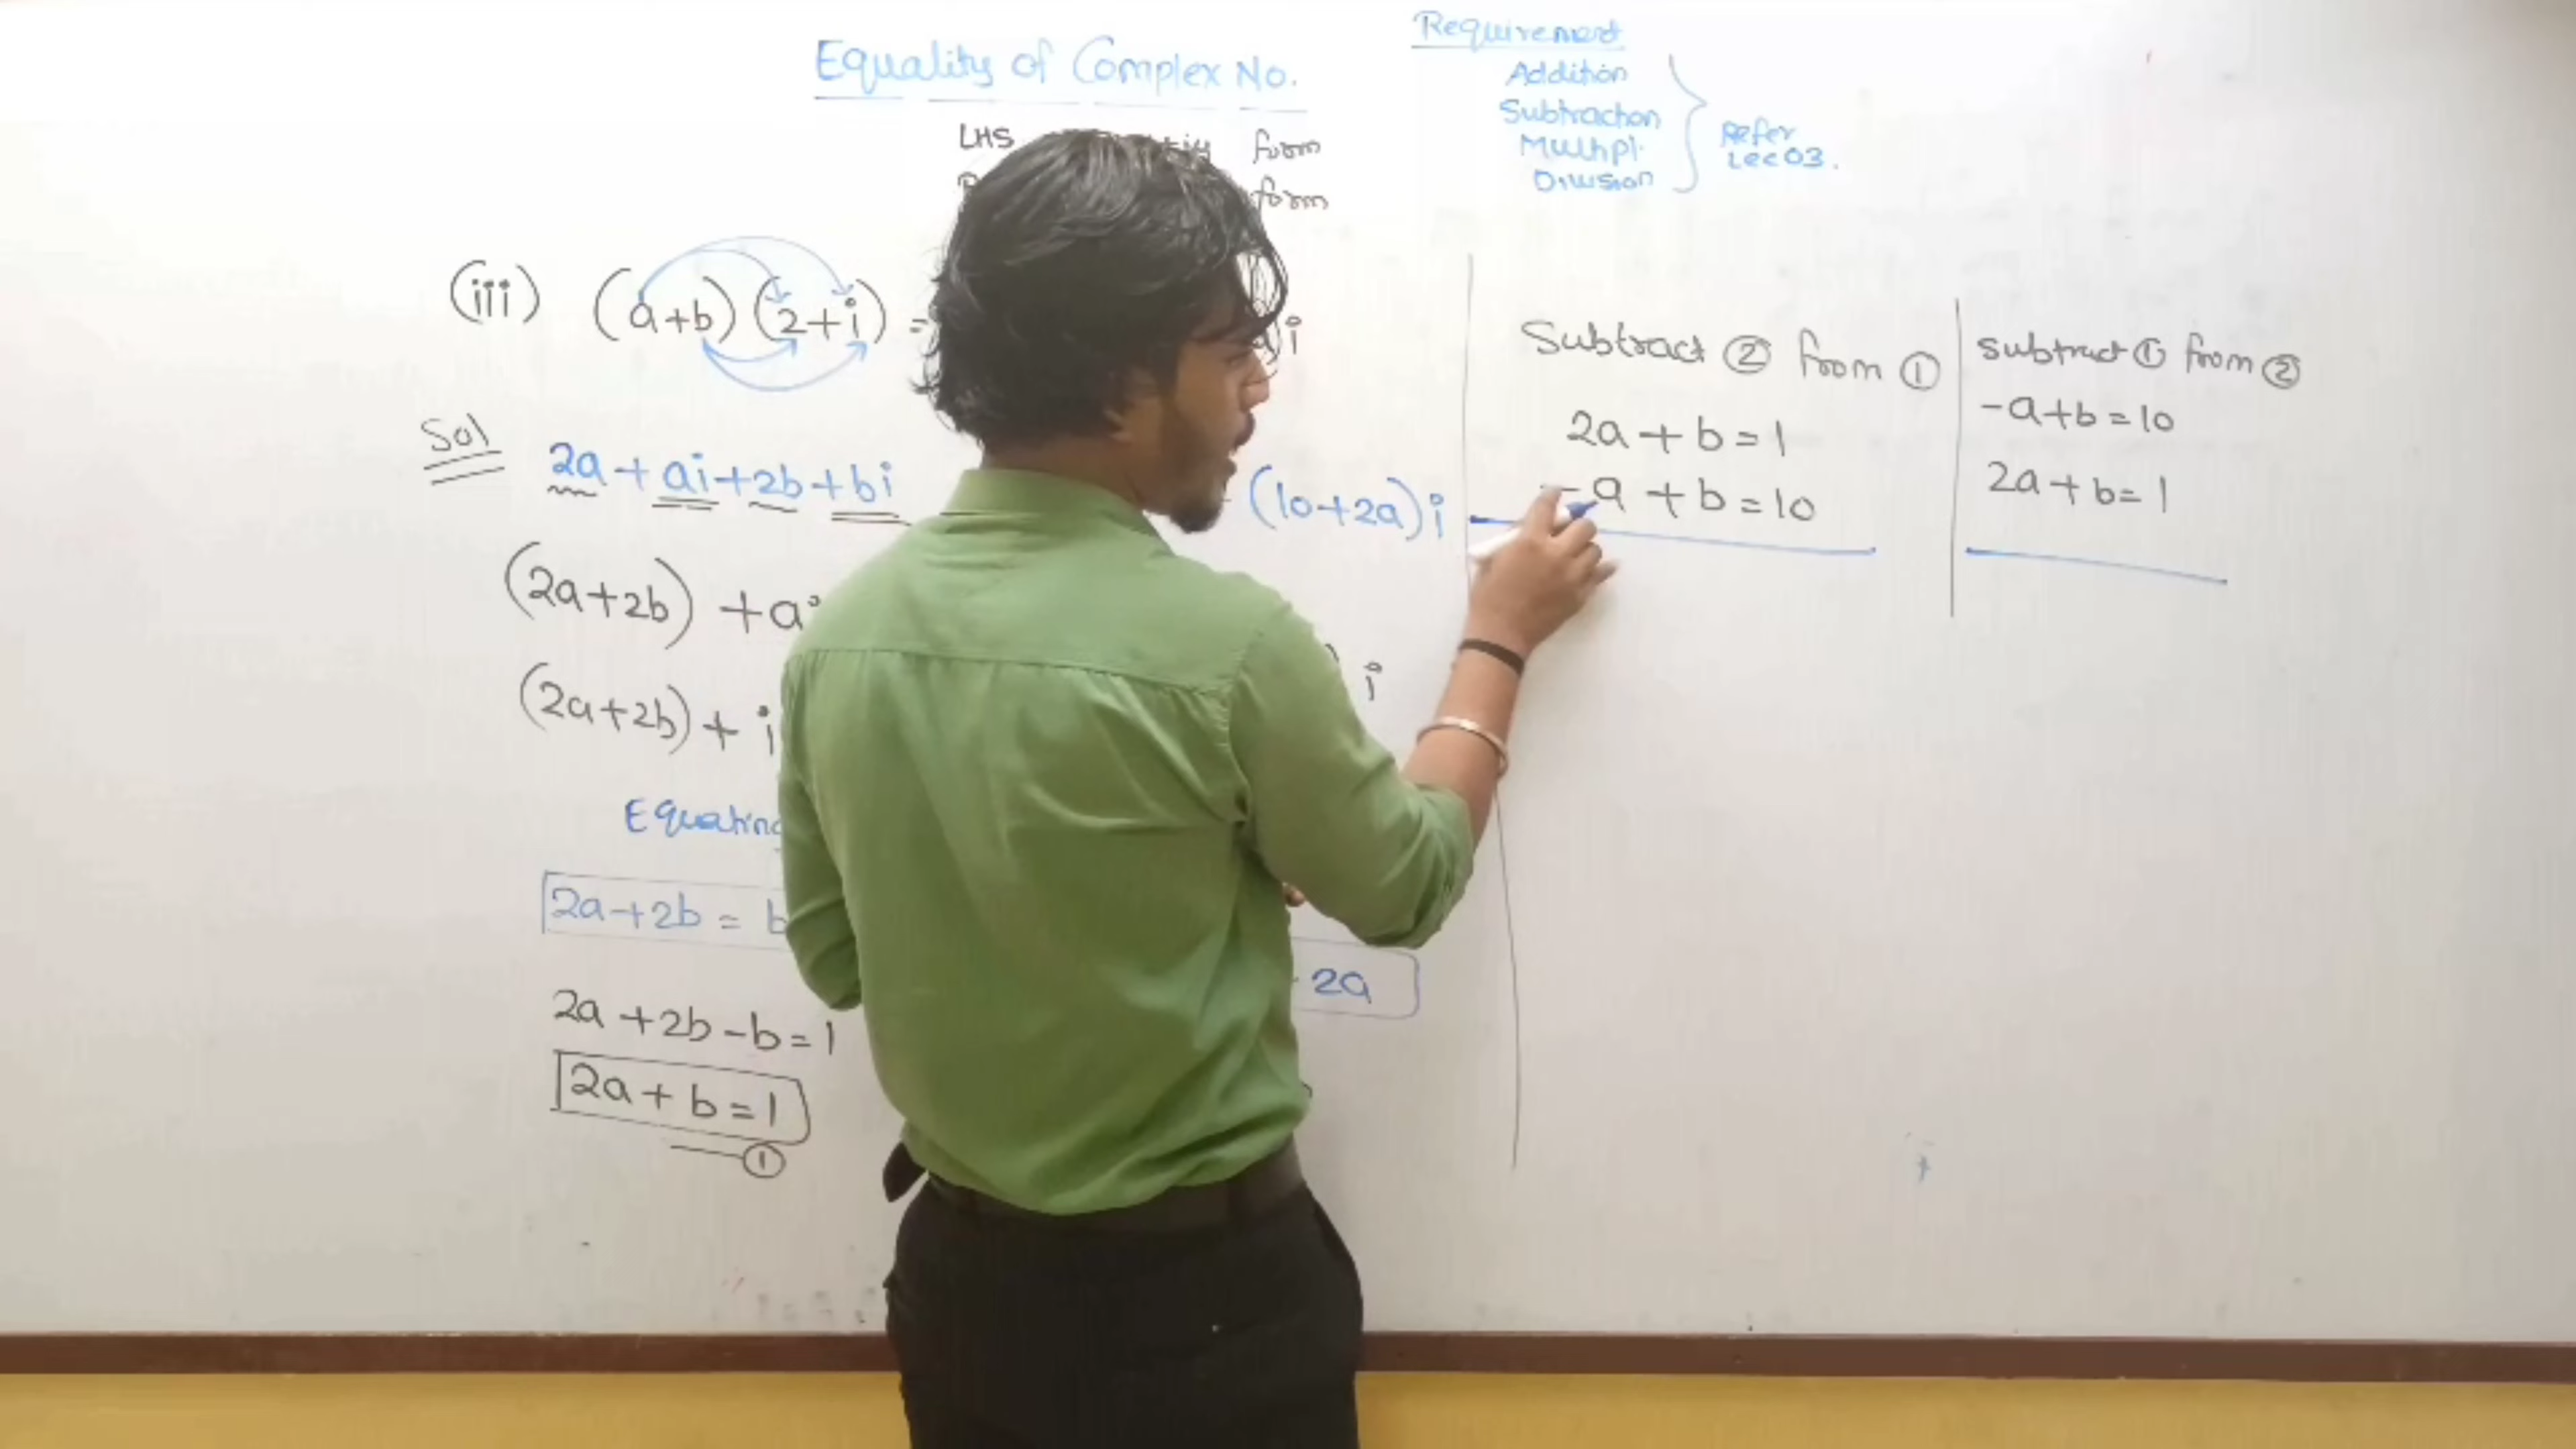 Equality of Complex No.
LHS
form
form
Requirement
Addition
Subtraction
Multipl.
Division
Refer
Lec 03.
(iii) (a+b)(2+i) =
)i
Sol
2a + ai + 2b + bi
(10+2a)i
(2a+2b) + a
(2a+2b) + i
i
Equating
2a+2b = b
2a
2a+2b-b=1
2a+b=1
①
Subtract ② from ①
2a+b=1
-a+b=10
subtract ① from ②
-a+b=10
2a+b=1